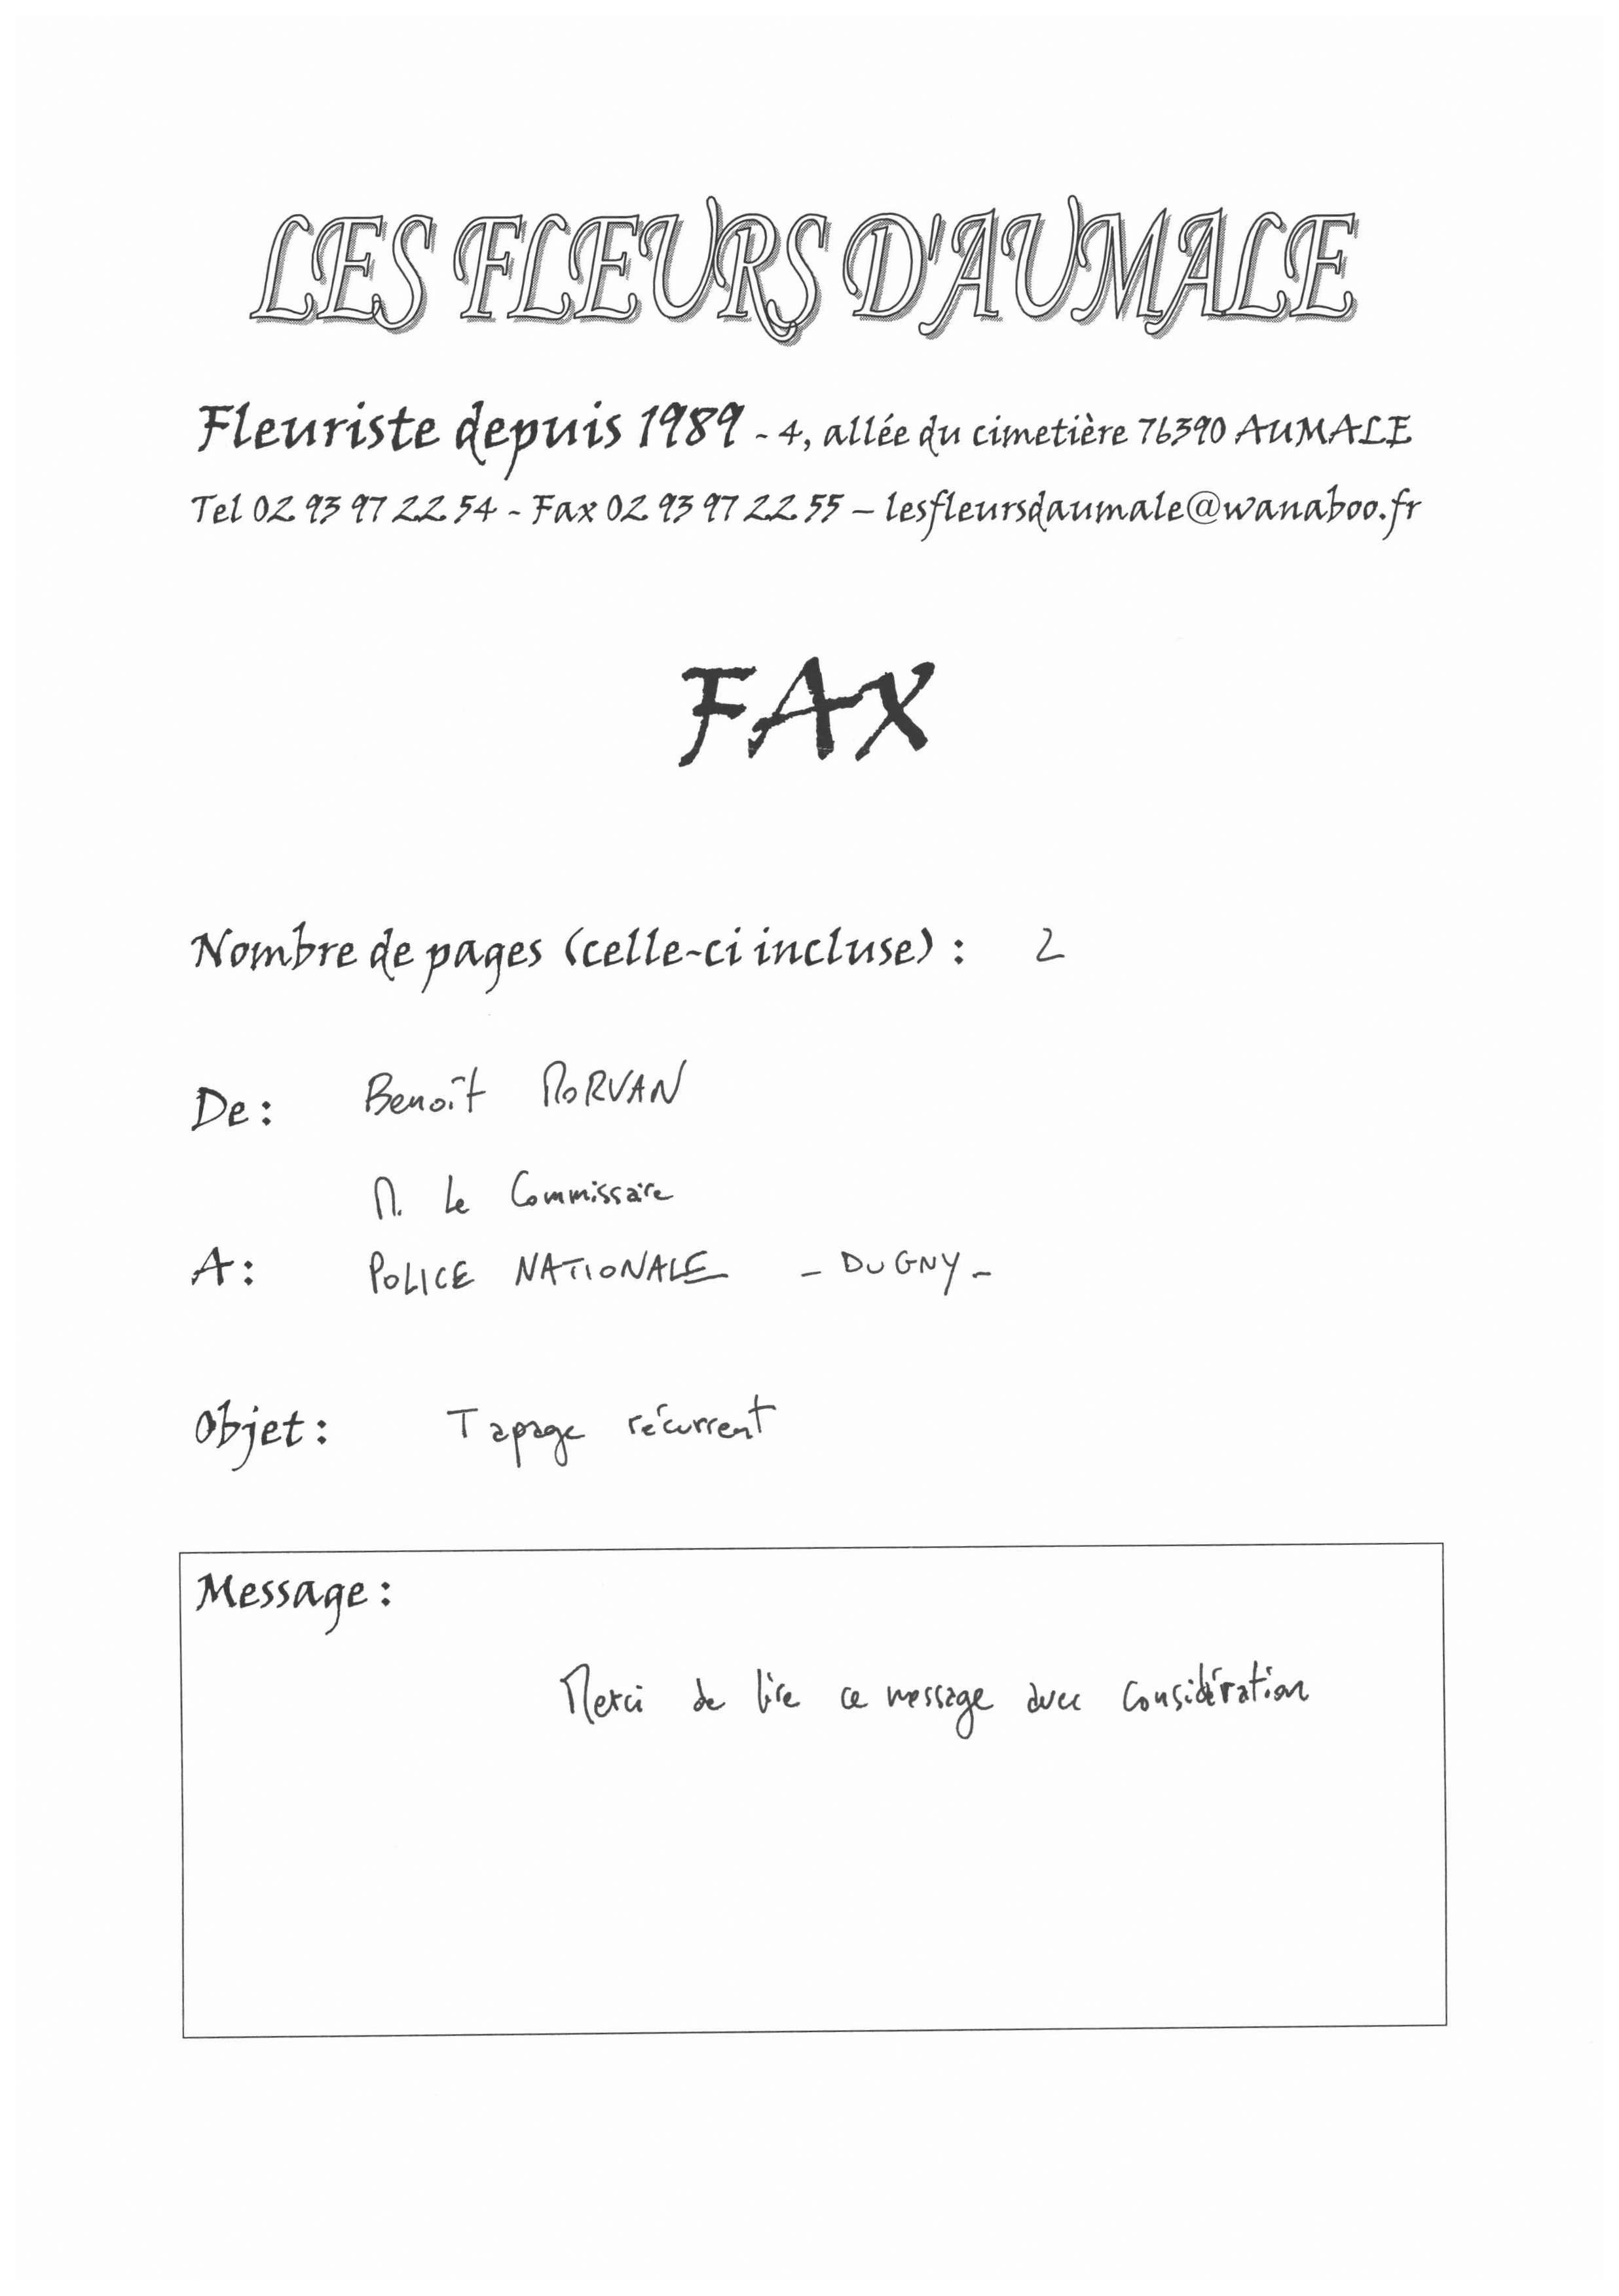 LES FLEURS D'AUMALE
Fleuriste depuis 1989 - 4, allée du cimetière 76390 AUMALE
Tel 02 93 97 22 54 - Fax 02 93 97 22 55 – lesfleursdaumale@wanaboo.fr
FAX
Nombre de pages (celle-ci incluse) : 2
De : Benoît MORVAN
M. le Commissaire
A : POLICE NATIONALE - DUGNY -
Objet : Tapage récurrent
Message :
Merci de lire ce message avec considération